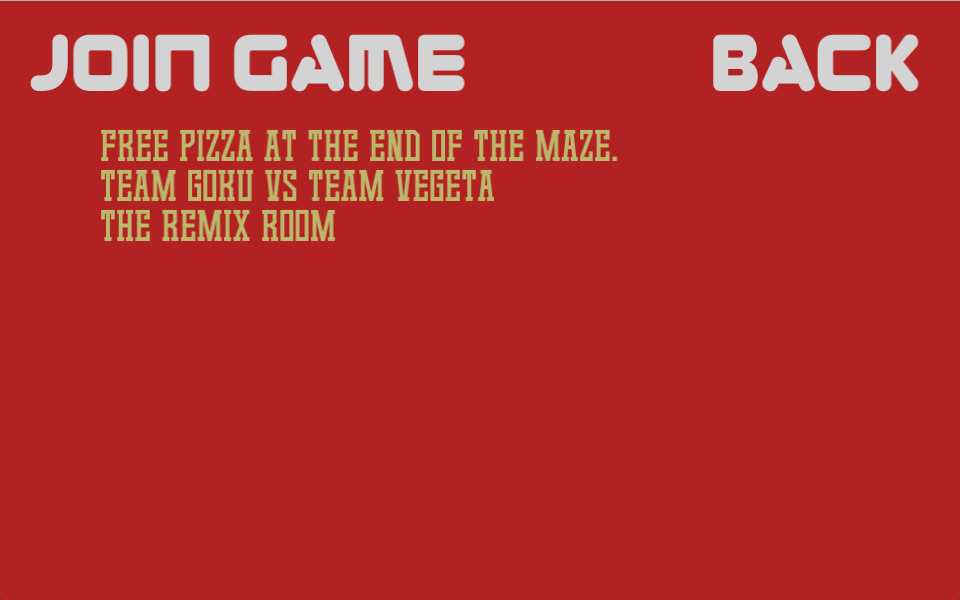 JOIN GAME BACK
FREE PIZZA AT THE END OF THE MAZE.
TEAM GOKU VS TEAM VEGETA
THE REMIX ROOM